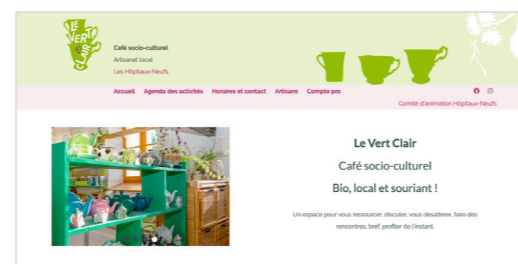 LE
VERT
CLAIR
Café socio-culturel
Artisanat local
Les Hôpitaux-Neufs
Accueil Agenda des activités Horaires et contact Artisans Compte pro
Comité d'animation Hôpitaux-Neufs
Le Vert Clair
Café socio-culturel
Bio, local et souriant !
Un espace pour vous ressourcer, discuter, vous désaltérer, faire des
rencontres, bref, profiter de l'instant.